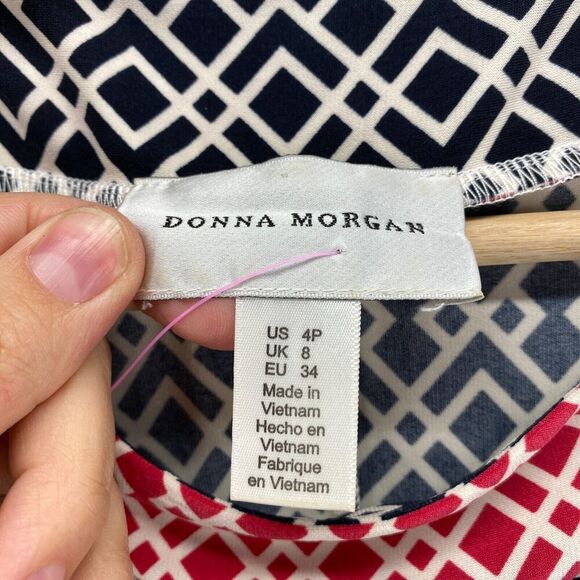 DONNA MORGAN
US 4P
UK 8
EU 34
Made in
Vietnam
Hecho en
Vietnam
Fabrique
en Vietnam